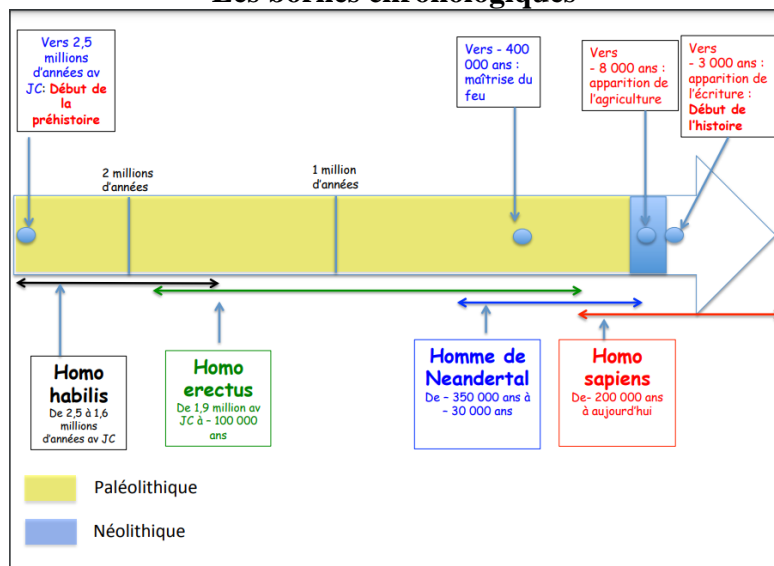 Les bornes chronologiques
Vers 2,5
millions
d'années av
JC: Début de
la
préhistoire
Vers - 400
000 ans :
maîtrise du
feu
Vers
- 8 000 ans :
apparition de
l'agriculture
Vers
- 3 000 ans :
apparition de
l'écriture :
Début de
l'histoire
2 millions
d'années
1 million
d'années
Homo
habilis
De 2,5 à 1,6
millions
d'années av JC
Homo
erectus
De 1,9 million av
JC à – 100 000
ans
Homme de
Neandertal
De – 350 000 ans à
– 30 000 ans
Homo
sapiens
De- 200 000 ans
à aujourd'hui
Paléolithique
Néolithique